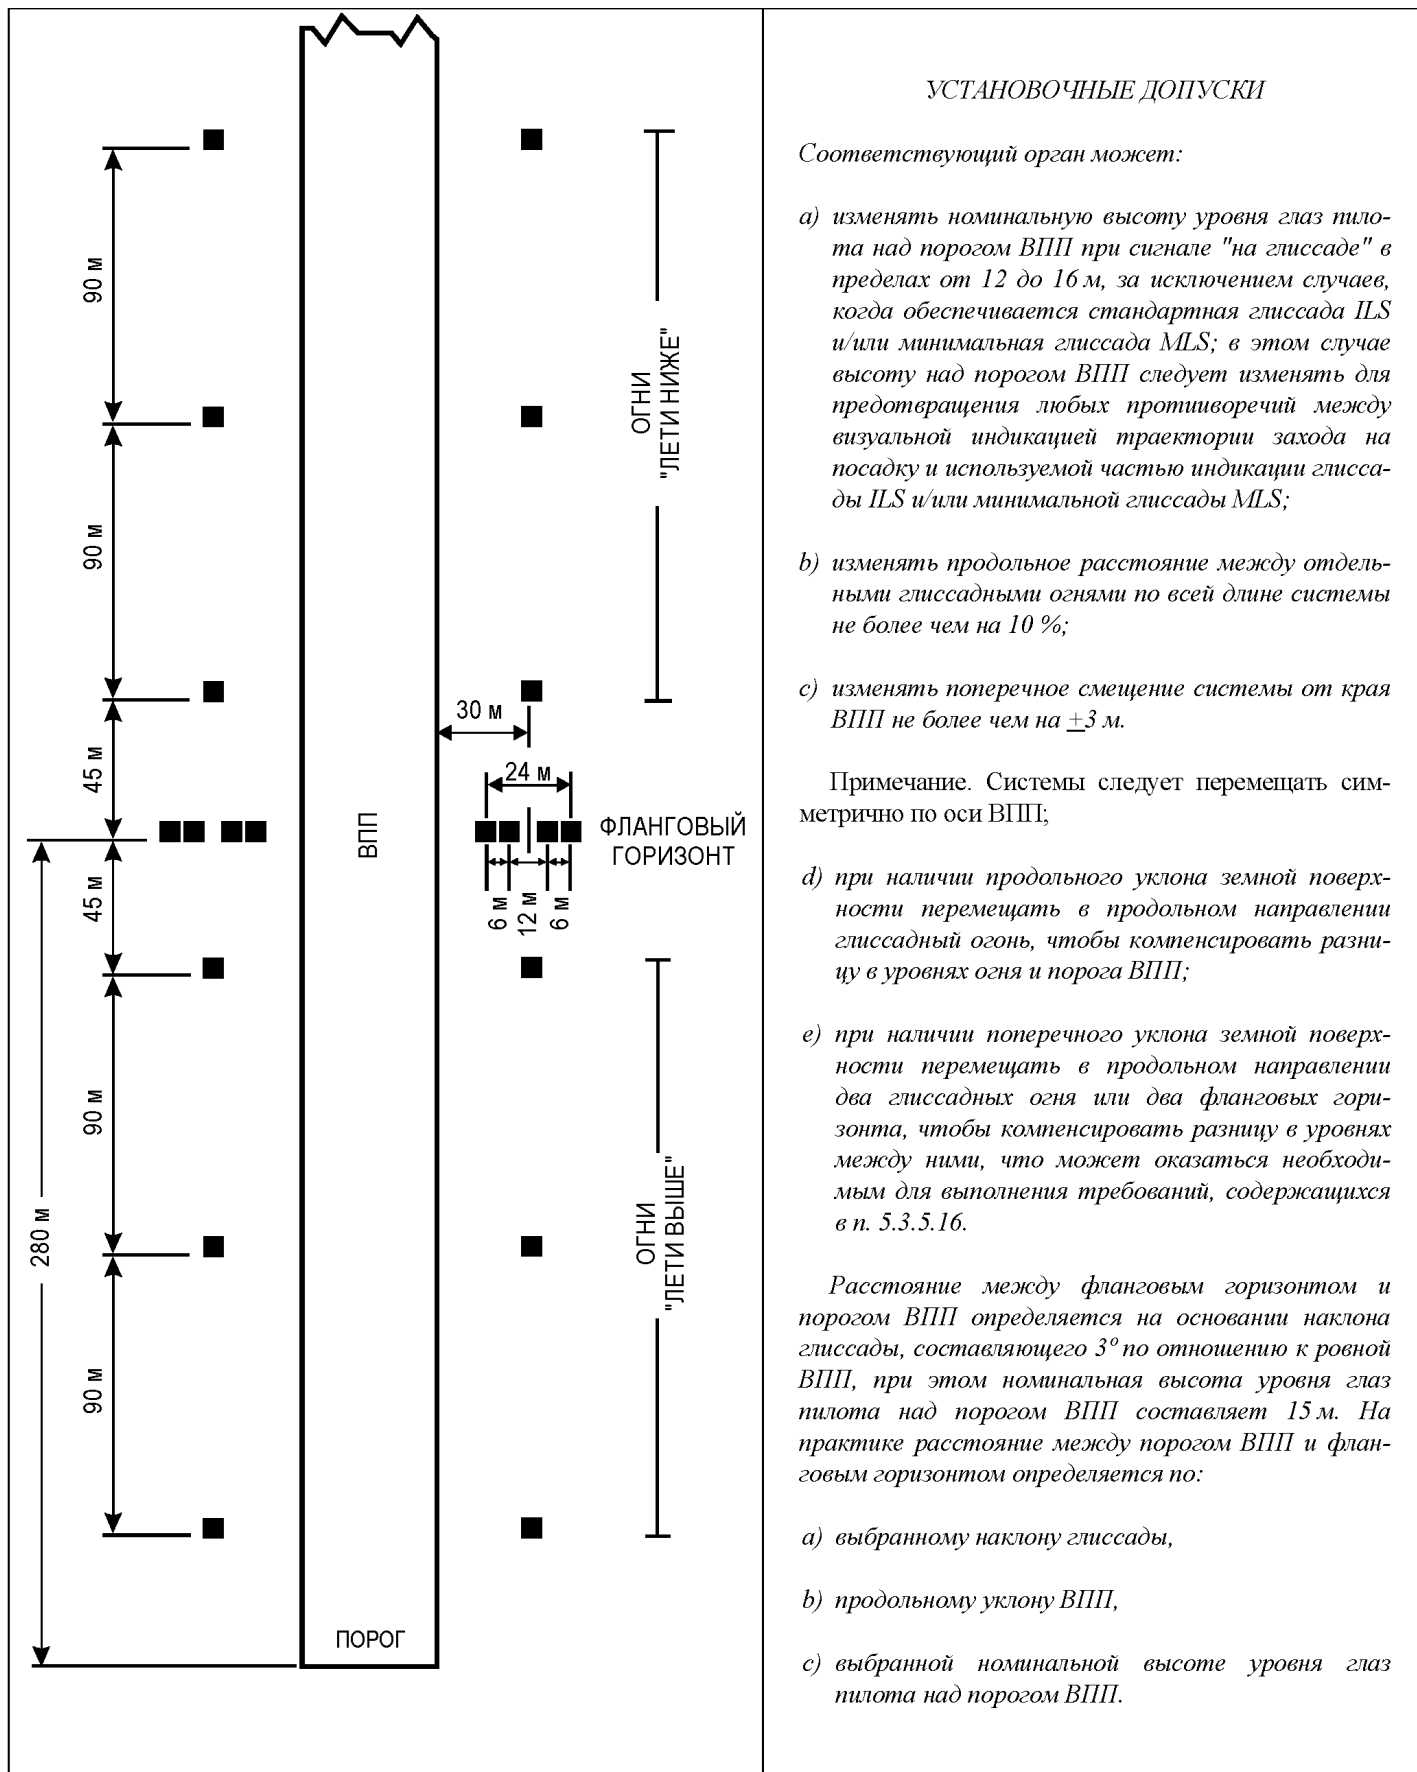 90 м
90 м
45 м
45 м
90 м
90 м
280 м
ВПП
ПОРОГ
30 м
24 м
6 м
12 м
6 м
ФЛАНГОВЫЙ
ГОРИЗОНТ
ОГНИ
"ЛЕТИ НИЖЕ"
ОГНИ
"ЛЕТИ ВЫШЕ"
УСТАНОВОЧНЫЕ ДОПУСКИ
Соответствующий орган может:
a) изменять номинальную высоту уровня глаз пило-
та над порогом ВПП при сигнале "на глиссаде" в
пределах от 12 до 16 м, за исключением случаев,
когда обеспечивается стандартная глиссада ILS
и/или минимальная глиссада MLS; в этом случае
высоту над порогом ВПП следует изменять для
предотвращения любых протииворечий между
визуальной индикацией траектории захода на
посадку и используемой частью индикации глисса-
ды ILS и/или минимальной глиссады MLS;
b) изменять продольное расстояние между отдель-
ными глиссадными огнями по всей длине системы
не более чем на 10 %;
c) изменять поперечное смещение системы от края
ВПП не более чем на ±3 м.
Примечание. Системы следует перемещать сим-
метрично по оси ВПП;
d) при наличии продольного уклона земной поверх-
ности перемещать в продольном направлении
глиссадный огонь, чтобы компенсировать разни-
цу в уровнях огня и порога ВПП;
e) при наличии поперечного уклона земной поверх-
ности перемещать в продольном направлении
два глиссадных огня или два фланговых гори-
зонта, чтобы компенсировать разницу в уровнях
между ними, что может оказаться необходи-
мым для выполнения требований, содержащихся
в п. 5.3.5.16.
Расстояние между фланговым горизонтом и
порогом ВПП определяется на основании наклона
глиссады, составляющего 3° по отношению к ровной
ВПП, при этом номинальная высота уровня глаз
пилота над порогом ВПП составляет 15 м. На
практике расстояние между порогом ВПП и флан-
говым горизонтом определяется по:
a) выбранному наклону глиссады,
b) продольному уклону ВПП,
c) выбранной номинальной высоте уровня глаз
пилота над порогом ВПП.